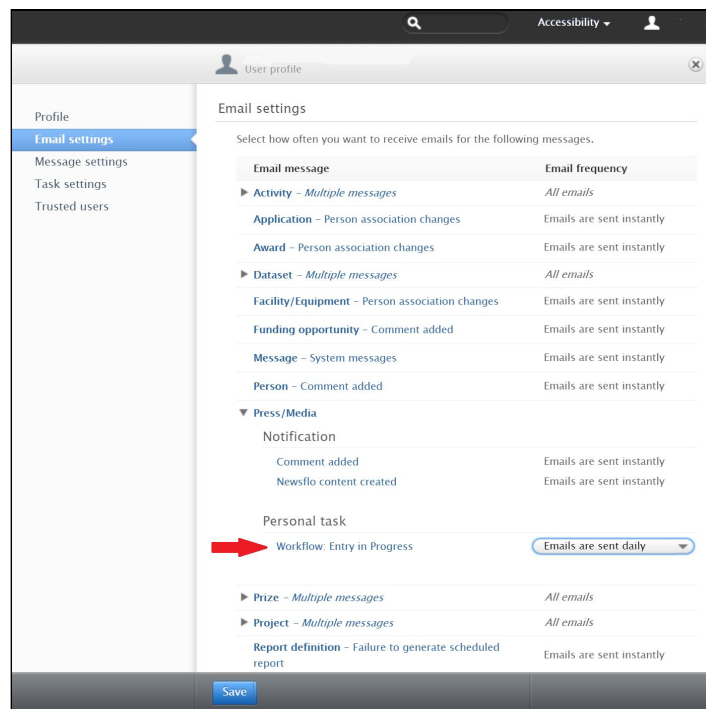 Accessibility
User profile
Profile
Email settings
Message settings
Task settings
Trusted users
Email settings
Select how often you want to receive emails for the following messages.
Email message Email frequency
Activity – Multiple messages All emails
Application – Person association changes Emails are sent instantly
Award – Person association changes Emails are sent instantly
Dataset – Multiple messages All emails
Facility/Equipment – Person association changes Emails are sent instantly
Funding opportunity – Comment added Emails are sent instantly
Message – System messages Emails are sent instantly
Person – Comment added Emails are sent instantly
Press/Media
Notification
Comment added Emails are sent instantly
Newsflo content created Emails are sent instantly
Personal task
Workflow: Entry in Progress Emails are sent daily
Prize – Multiple messages All emails
Project – Multiple messages All emails
Report definition – Failure to generate scheduled
report Emails are sent instantly
Save